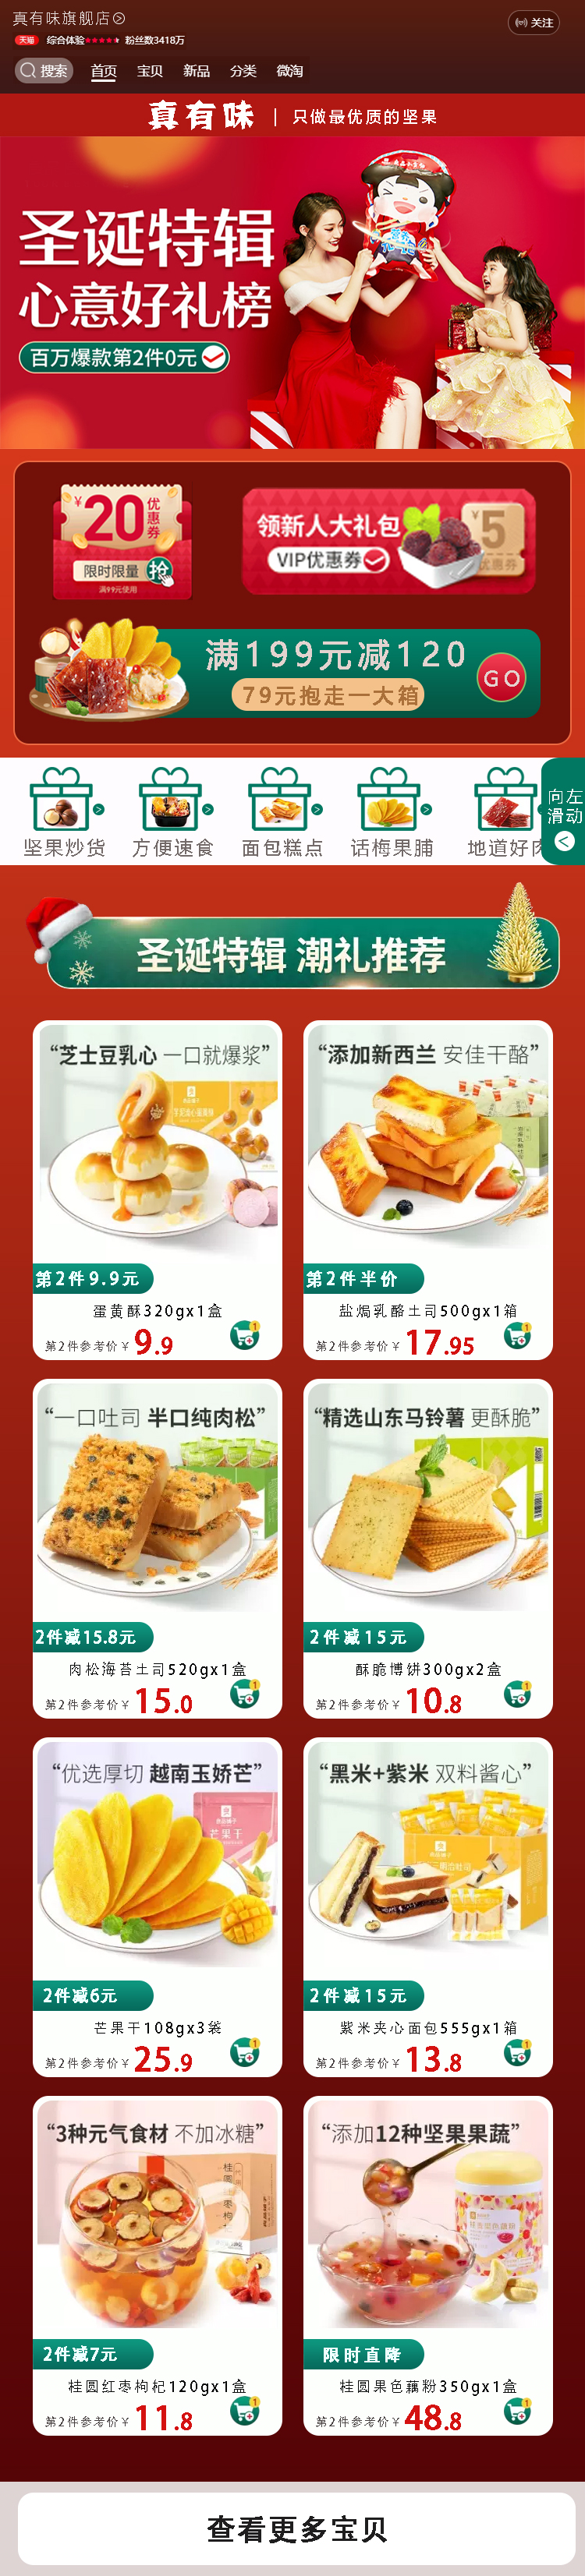 真有味旗舰店
关注
天猫 综合体验 粉丝数3418万
搜索 首页 宝贝 新品 分类 微淘
真有味 | 只做最优质的坚果
圣诞特辑
心意好礼榜
百万爆款第2件0元
¥20优惠券
限时限量 抢
满99元使用
领新人大礼包
VIP优惠券
¥5
优惠券
满199元减120
79元抱走一大箱
GO
坚果炒货 方便速食 面包糕点 话梅果脯 地道好肉
向左
滑动
圣诞特辑 潮礼推荐
“芝士豆乳心 一口就爆浆”
第2件9.9元
蛋黄酥320gx1盒
第2件参考价¥9.9
“添加新西兰 安佳干酪”
第2件半价
盐焗乳酪土司500gx1箱
第2件参考价¥17.95
“一口吐司 半口纯肉松”
2件减15.8元
肉松海苔土司520gx1盒
第2件参考价¥15.0
“精选山东马铃薯 更酥脆”
2件减15元
酥脆博饼300gx2盒
第2件参考价¥10.8
“优选厚切 越南玉娇芒”
芒果干
2件减6元
芒果干108gx3袋
第2件参考价¥25.9
“黑米+紫米 双料酱心”
2件减15元
紫米夹心面包555gx1箱
第2件参考价¥13.8
“3种元气食材 不加冰糖”
2件减7元
桂圆红枣枸杞120gx1盒
第2件参考价¥11.8
“添加12种坚果果蔬”
限时直降
桂圆果色藕粉350gx1盒
第2件参考价¥48.8
查看更多宝贝